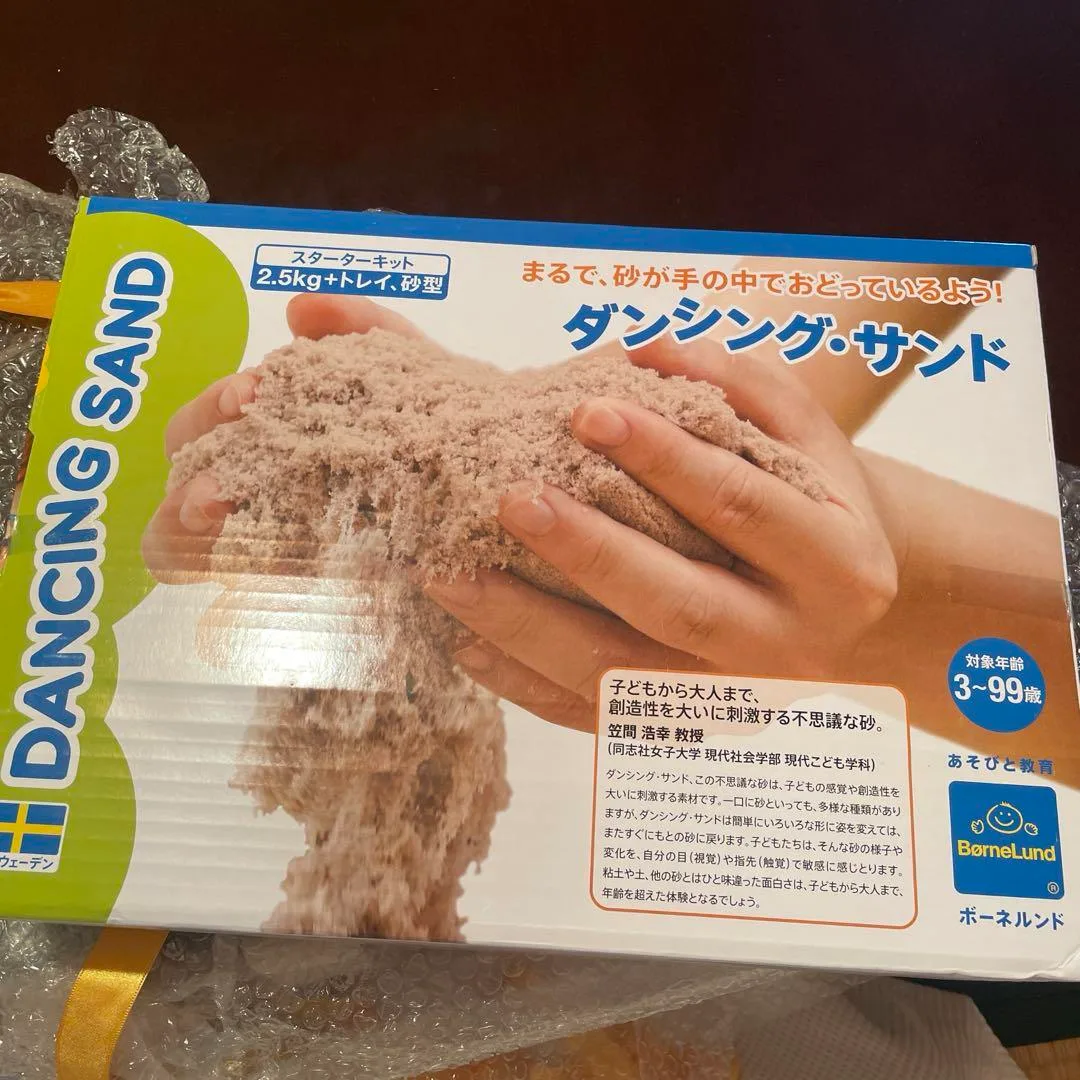 スターターキット
2.5kg+トレイ、砂型
まるで、砂が手の中でおどっているよう!
ダンシング・サンド
DANCING SAND
ウェーデン
子どもから大人まで、
創造性を大いに刺激する不思議な砂。
笠間 浩幸 教授
(同志社女子大学 現代社会学部 現代こども学科)
ダンシング・サンド、この不思議な砂は、子どもの感覚や創造性を
大いに刺激する素材です。一口に砂といっても、多様な種類があり
ますが、ダンシング・サンドは簡単にいろいろな形に姿を変えては、
またすぐにもとの砂に戻ります。子どもたちは、そんな砂の様子や
変化を、自分の目(視覚)や指先(触覚)で敏感に感じとります。
粘土や土、他の砂とはひと味違った面白さは、子どもから大人まで、
年齢を超えた体験となるでしょう。
対象年齢
3~99歳
あそびと教育
BørneLund
®
ボーネルンド